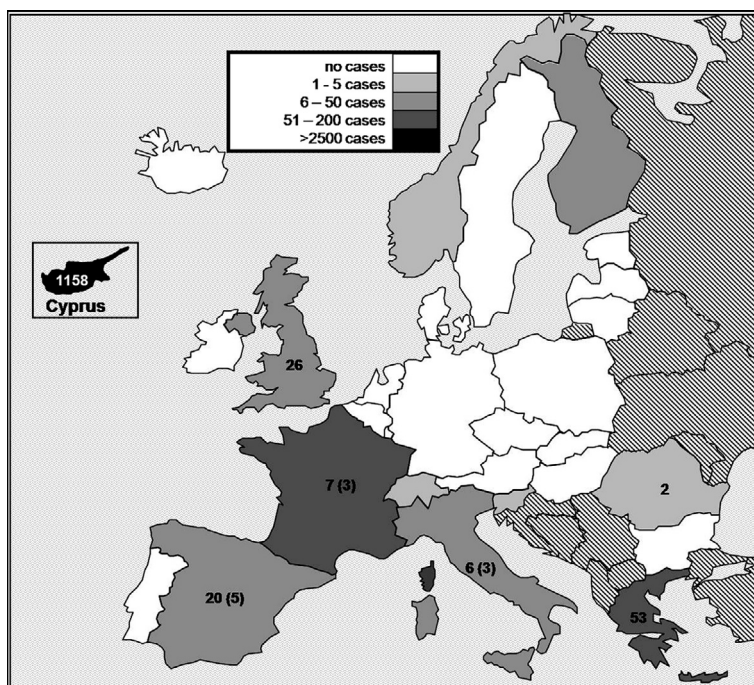 no cases
1 - 5 cases
6 – 50 cases
51 – 200 cases
>2500 cases
1158
Cyprus
26
7 (3)
2
6 (3)
20 (5)
53